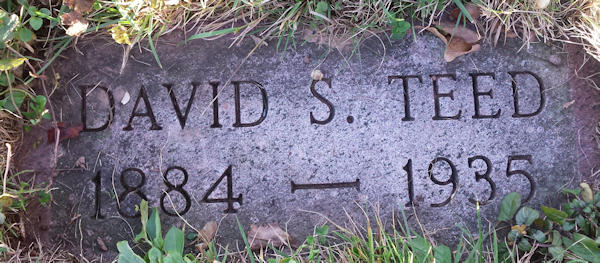 DAVID S. TEED
1884 — 1935